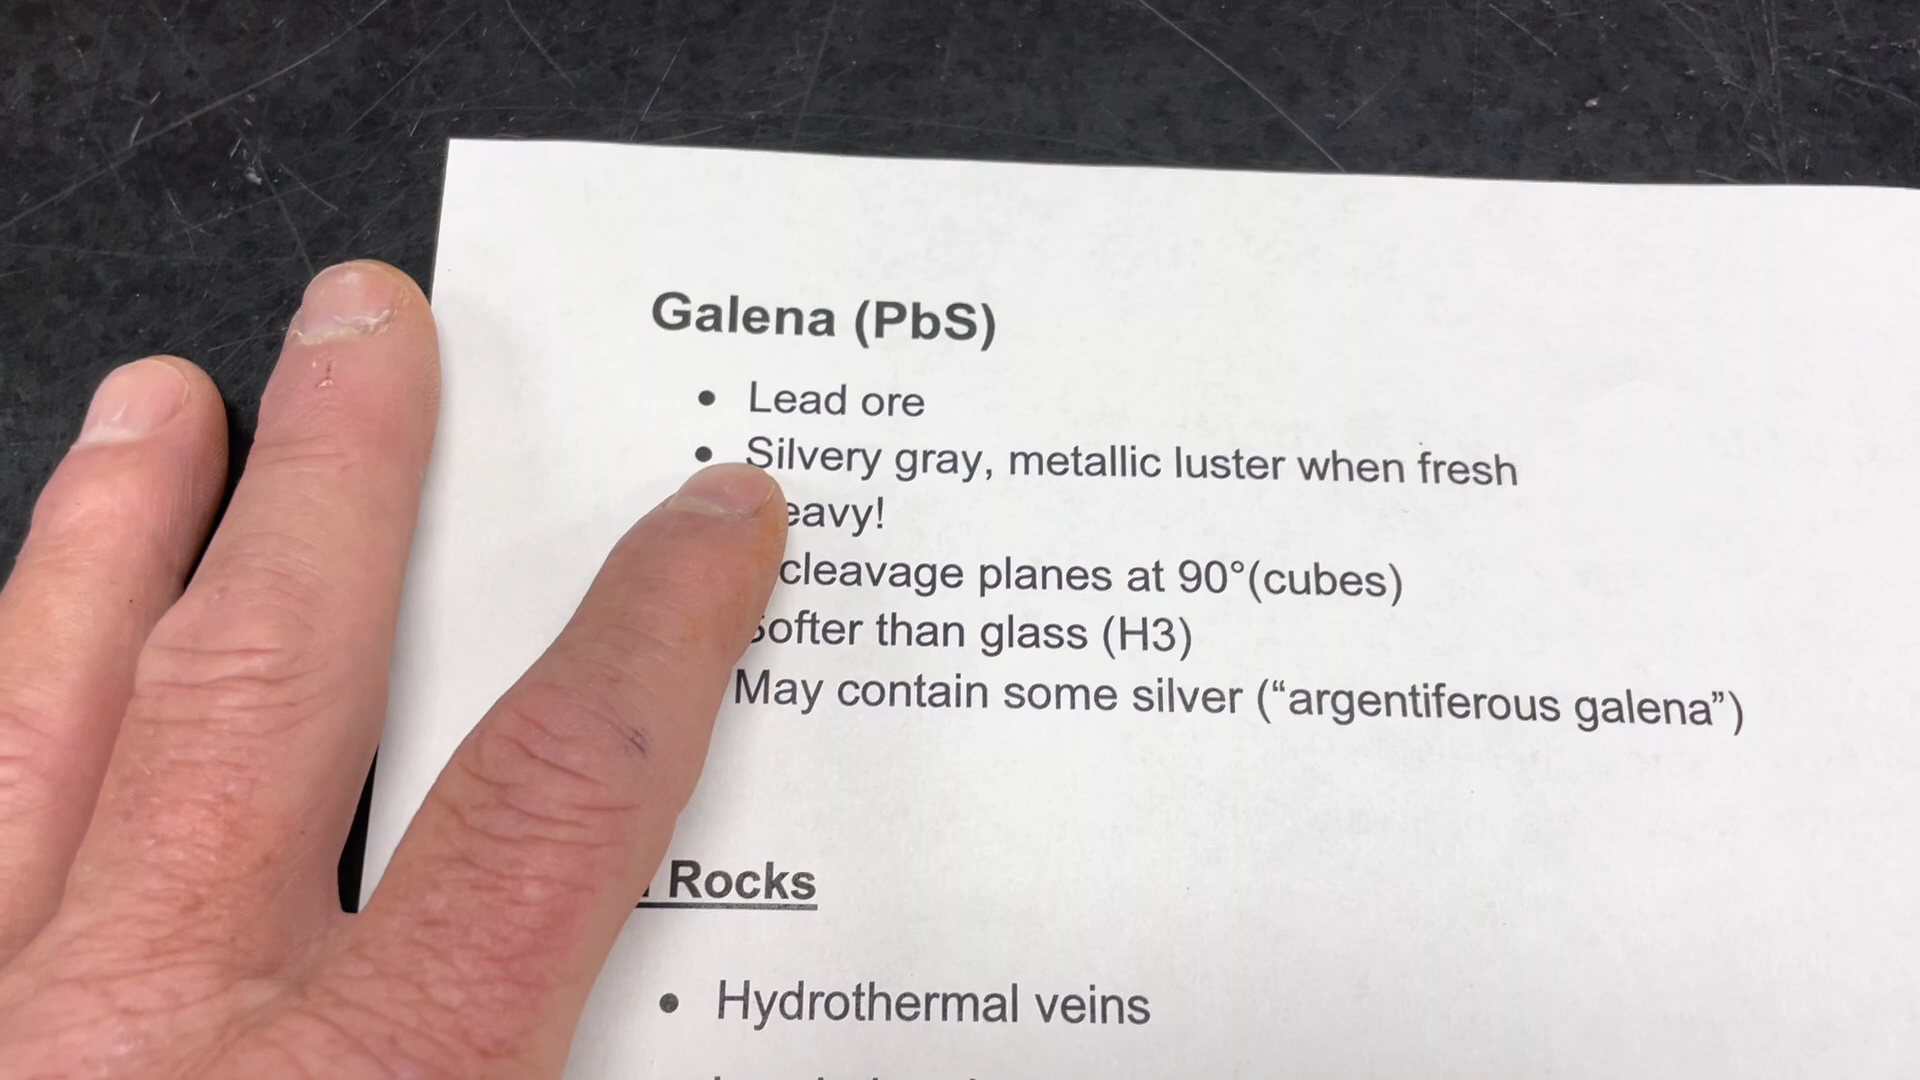 Galena (PbS)
• Lead ore
• Silvery gray, metallic luster when fresh
eavy!
cleavage planes at 90°(cubes)
softer than glass (H3)
May contain some silver (“argentiferous galena”)
Rocks
• Hydrothermal veins